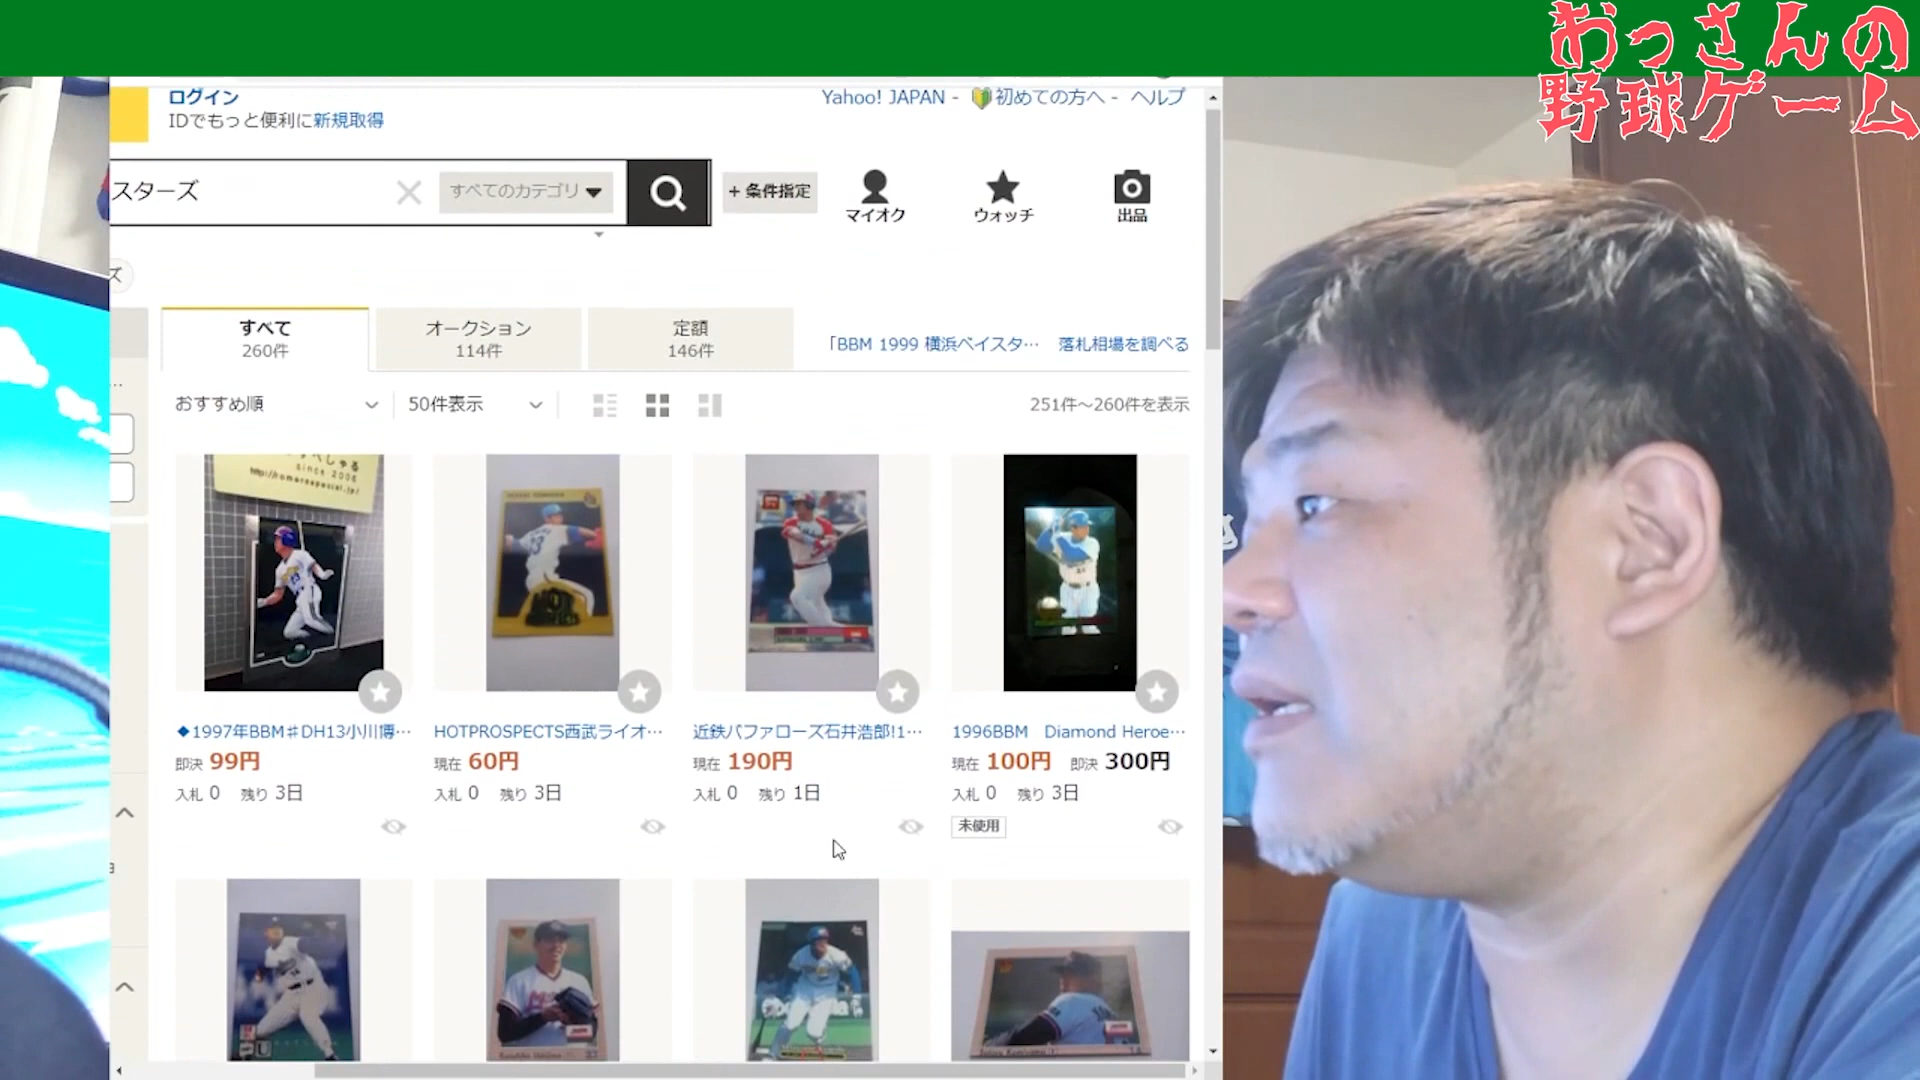 おっさんの
野球ゲーム
ログイン
IDでもっと便利に新規取得
Yahoo! JAPAN - 初めての方へ - ヘルプ
スターズ
すべてのカテゴリ
+ 条件指定
マイオク
ウォッチ
出品
ズ
すべて
260件
オークション
114件
定額
146件
「BBM 1999 横浜ベイスタ…
落札相場を調べる
おすすめ順
50件表示
251件～260件を表示
since 2006
◆1997年BBM♯DH13小川博…
即決 99円
入札 0 残り 3日
HOTPROSPECTS西武ライオ…
現在 60円
入札 0 残り 3日
近鉄バファローズ石井浩郎!1…
現在 190円
入札 0 残り 1日
1996BBM Diamond Heroe…
現在 100円 即決 300円
入札 0 残り 3日
未使用